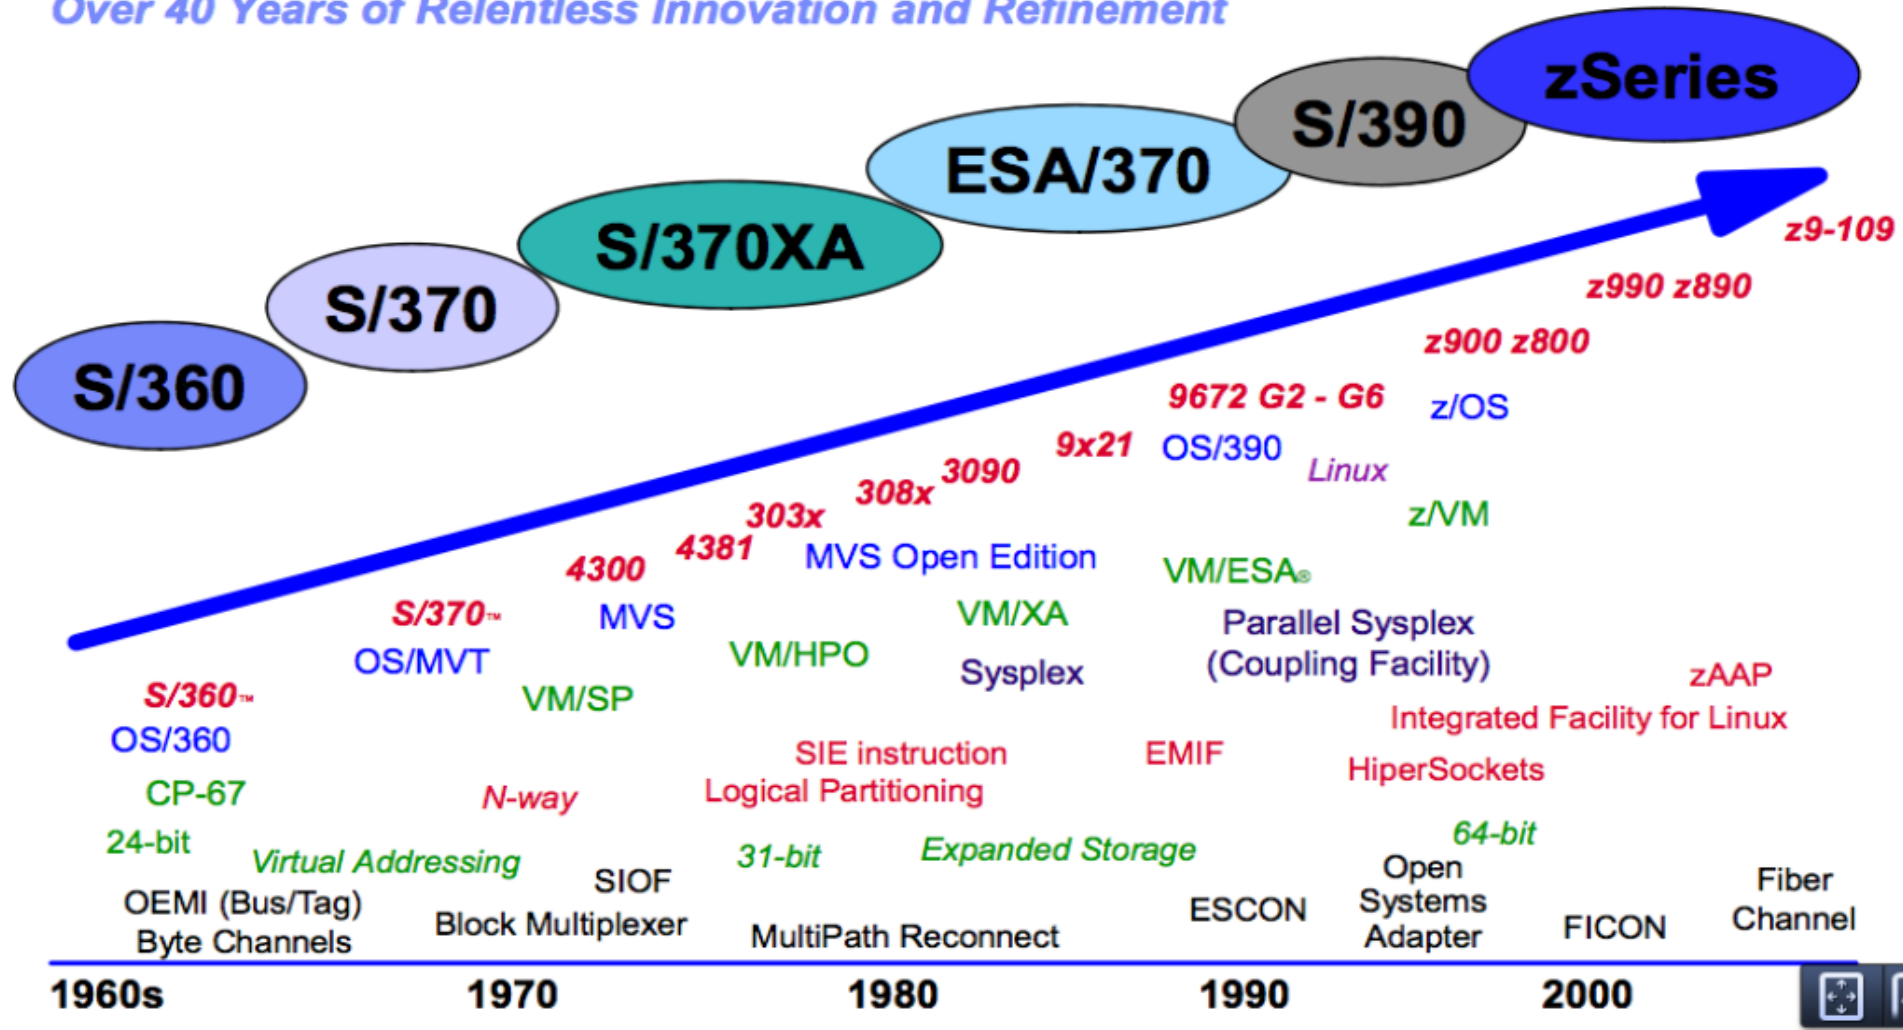 Over 40 Years of Relentless Innovation and Refinement
zSeries
S/390
ESA/370
S/370XA
S/370
S/360
z9-109
z990 z890
z900 z800
9672 G2 - G6
z/OS
9x21
OS/390
3090
Linux
308x
303x
z/VM
4381
MVS Open Edition
4300
VM/ESA®
S/370™
MVS
VM/XA
Parallel Sysplex
(Coupling Facility)
OS/MVT
VM/HPO
Sysplex
zAAP
S/360™
VM/SP
Integrated Facility for Linux
OS/360
SIE instruction
EMIF
HiperSockets
CP-67
N-way
Logical Partitioning
24-bit
64-bit
Virtual Addressing
31-bit
Expanded Storage
SIOF
Open
Systems
Adapter
Fiber
Channel
OEMI (Bus/Tag)
Byte Channels
Block Multiplexer
MultiPath Reconnect
ESCON
FICON
1960s
1970
1980
1990
2000